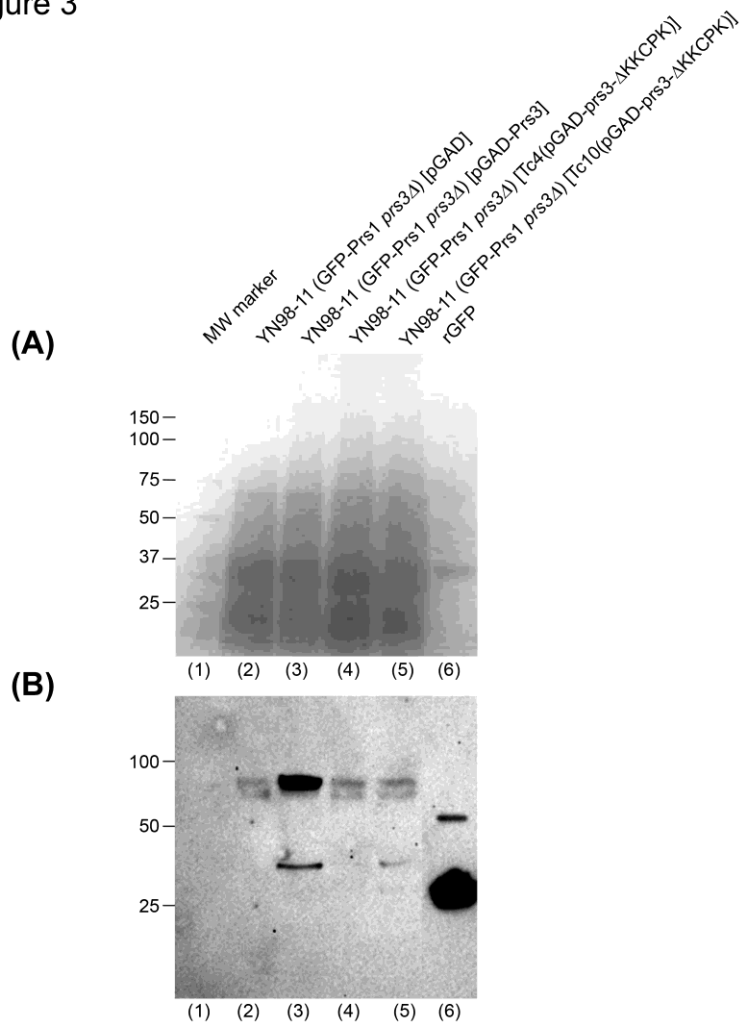 gure 3
MW marker
YN98-11 (GFP-Prs1 prs3Δ) [pGAD]
YN98-11 (GFP-Prs1 prs3Δ) [pGAD-Prs3]
YN98-11 (GFP-Prs1 prs3Δ) [Tc4(pGAD-prs3-ΔKKCPK)]
YN98-11 (GFP-Prs1 prs3Δ) [Tc10(pGAD-prs3-ΔKKCPK)]
rGFP
(A)
150
100
75
50
37
25
(1) (2) (3) (4) (5) (6)
(B)
100
50
25
(1) (2) (3) (4) (5) (6)